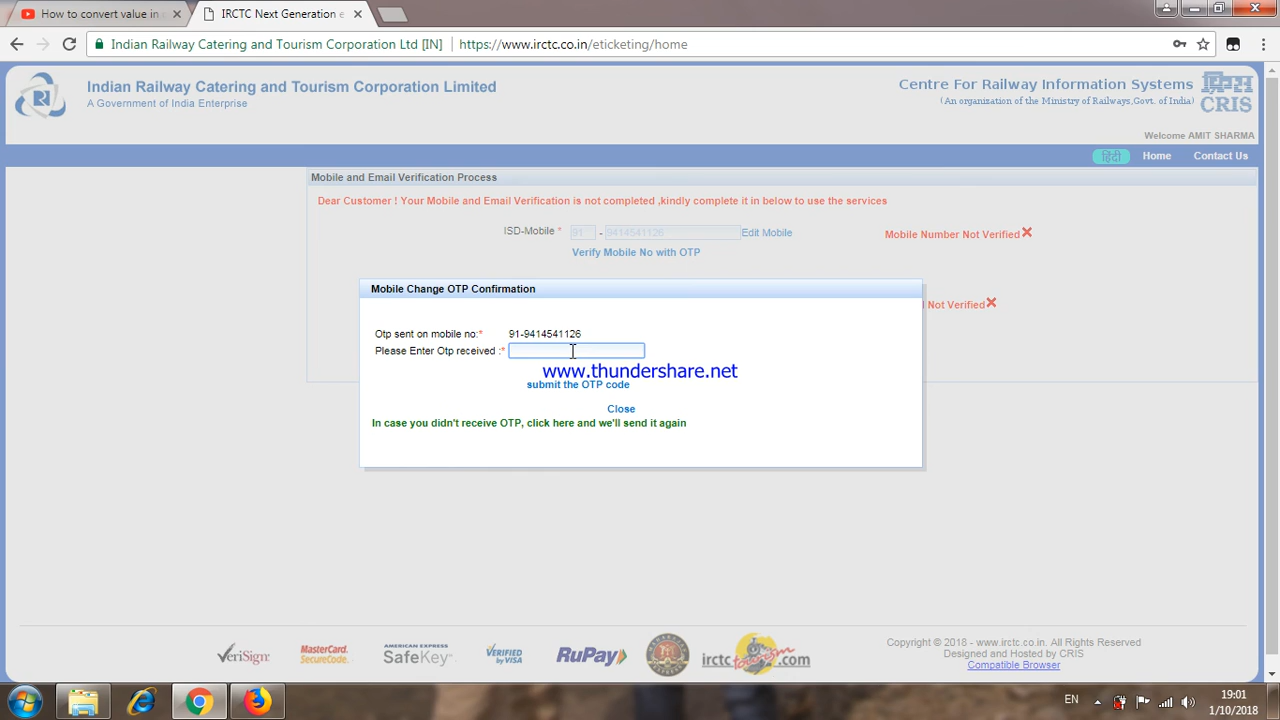 How to convert value in
IRCTC Next Generation e
Indian Railway Catering and Tourism Corporation Ltd [IN]
https://www.irctc.co.in/eticketing/home
Indian Railway Catering and Tourism Corporation Limited
A Government of India Enterprise
Centre For Railway Information Systems
(An organization of the Ministry of Railways,Govt. of India)
CRIS
Welcome AMIT SHARMA
हिंदी Home Contact Us
Mobile and Email Verification Process
Dear Customer ! Your Mobile and Email Verification is not completed ,kindly complete it in below to use the services
ISD-Mobile * 91 - 9414541126 Edit Mobile
Mobile Number Not Verified
Verify Mobile No with OTP
Mobile Change OTP Confirmation
Not Verified
Otp sent on mobile no:* 91-9414541126
Please Enter Otp received :*
www.thundershare.net
submit the OTP code
Close
In case you didn't receive OTP, click here and we'll send it again
VeriSign
MasterCard.
SecureCode.
AMERICAN EXPRESS
SafeKey
VERIFIED
by VISA
RuPay
irctc tourism.com
Copyright © 2018 - www.irctc.co.in. All Rights Reserved
Designed and Hosted by CRIS
Compatible Browser
EN
19:01
1/10/2018